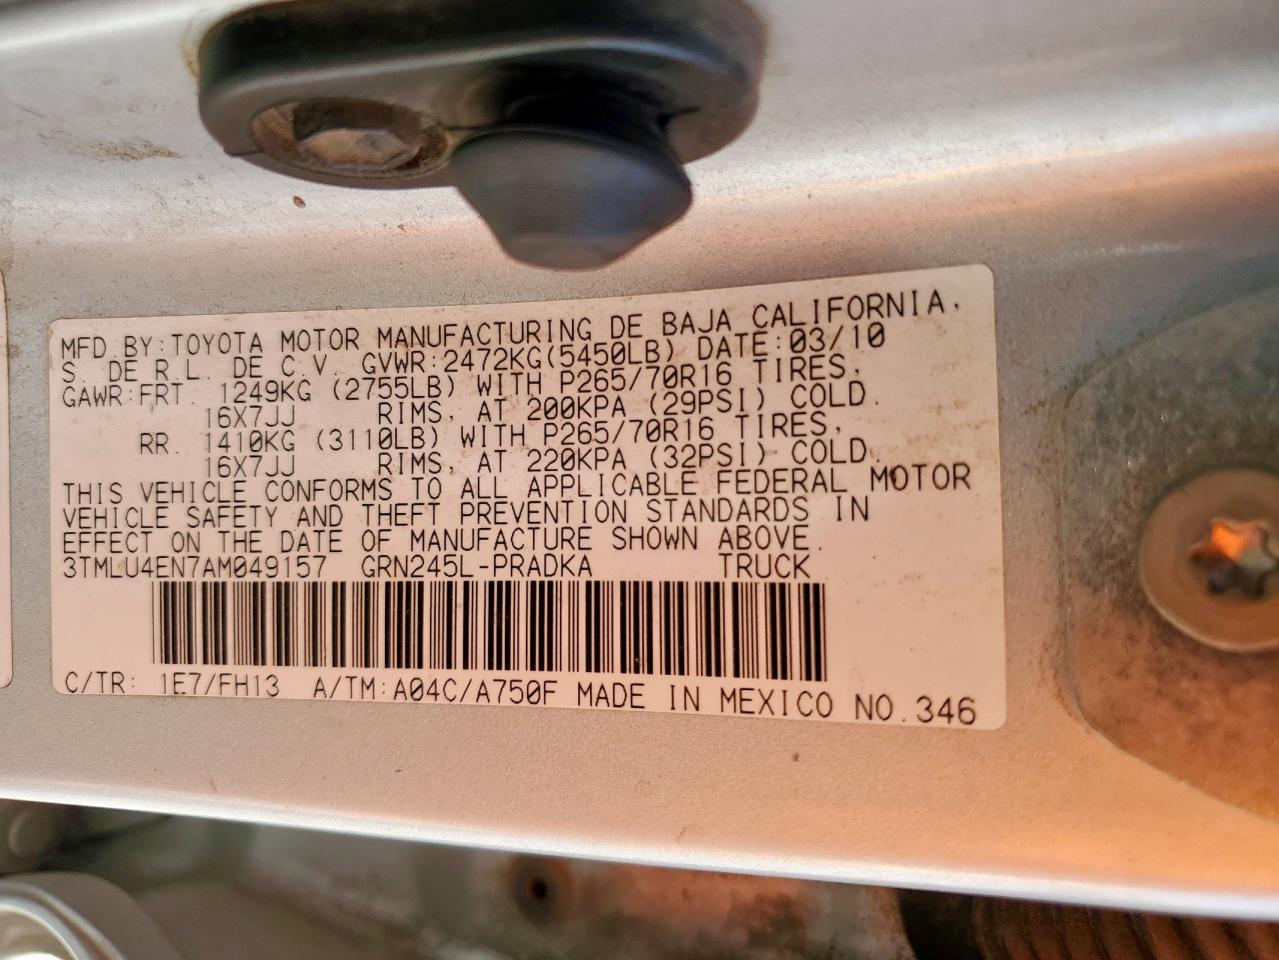 MFD BY:TOYOTA MOTOR MANUFACTURING DE BAJA CALIFORNIA,
S. DE R.L. DE C.V. GVWR:2472KG(5450LB) DATE:03/10
GAWR:FRT. 1249KG (2755LB) WITH P265/70R16 TIRES,
16X7JJ RIMS, AT 200KPA (29PSI) COLD.
RR. 1410KG (3110LB) WITH P265/70R16 TIRES,
16X7JJ RIMS, AT 220KPA (32PSI) COLD.
THIS VEHICLE CONFORMS TO ALL APPLICABLE FEDERAL MOTOR
VEHICLE SAFETY AND THEFT PREVENTION STANDARDS IN
EFFECT ON THE DATE OF MANUFACTURE SHOWN ABOVE.
3TMLU4EN7AM049157 GRN245L-PRADKA TRUCK
C/TR: 1E7/FH13 A/TM:A04C/A750F MADE IN MEXICO NO.346